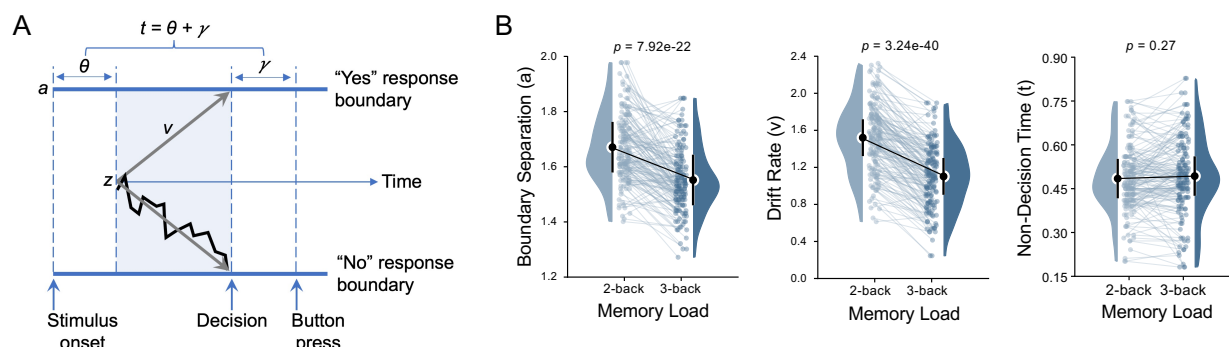 A
t = θ + γ
θ
γ
a
"Yes" response
boundary
v
z
Time
"No" response
boundary
Stimulus
onset
Decision
Button
press
B
p = 7.92e-22
Boundary Separation (a)
2.0
1.8
1.6
1.4
1.2
2-back
3-back
Memory Load
p = 3.24e-40
Drift Rate (v)
2.4
2.0
1.6
1.2
0.8
0.4
0.0
2-back
3-back
Memory Load
p = 0.27
Non-Decision Time (t)
0.90
0.75
0.60
0.45
0.30
0.15
2-back
3-back
Memory Load